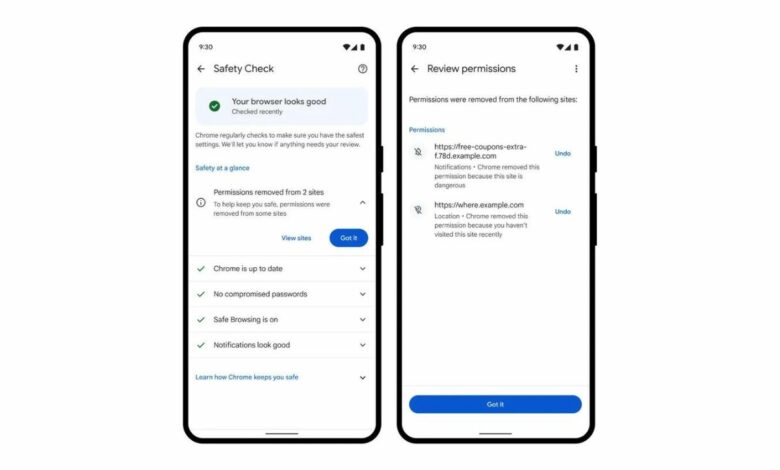 9:30
Safety Check
Your browser looks good
Checked recently
Chrome regularly checks to make sure you have the safest
settings. We'll let you know if anything needs your review.
Safety at a glance
Permissions removed from 2 sites
To help keep you safe, permissions were
removed from some sites
View sites
Got it
Chrome is up to date
No compromised passwords
Safe Browsing is on
Notifications look good
Learn how Chrome keeps you safe
9:30
Review permissions
Permissions were removed from the following sites:
Permissions
https://free-coupons-extra-
f.78d.example.com
Notifications • Chrome removed this
permission because this site is
dangerous
Undo
https://where.example.com
Location • Chrome removed this
permission because you haven't
visited this site recently
Undo
Got it